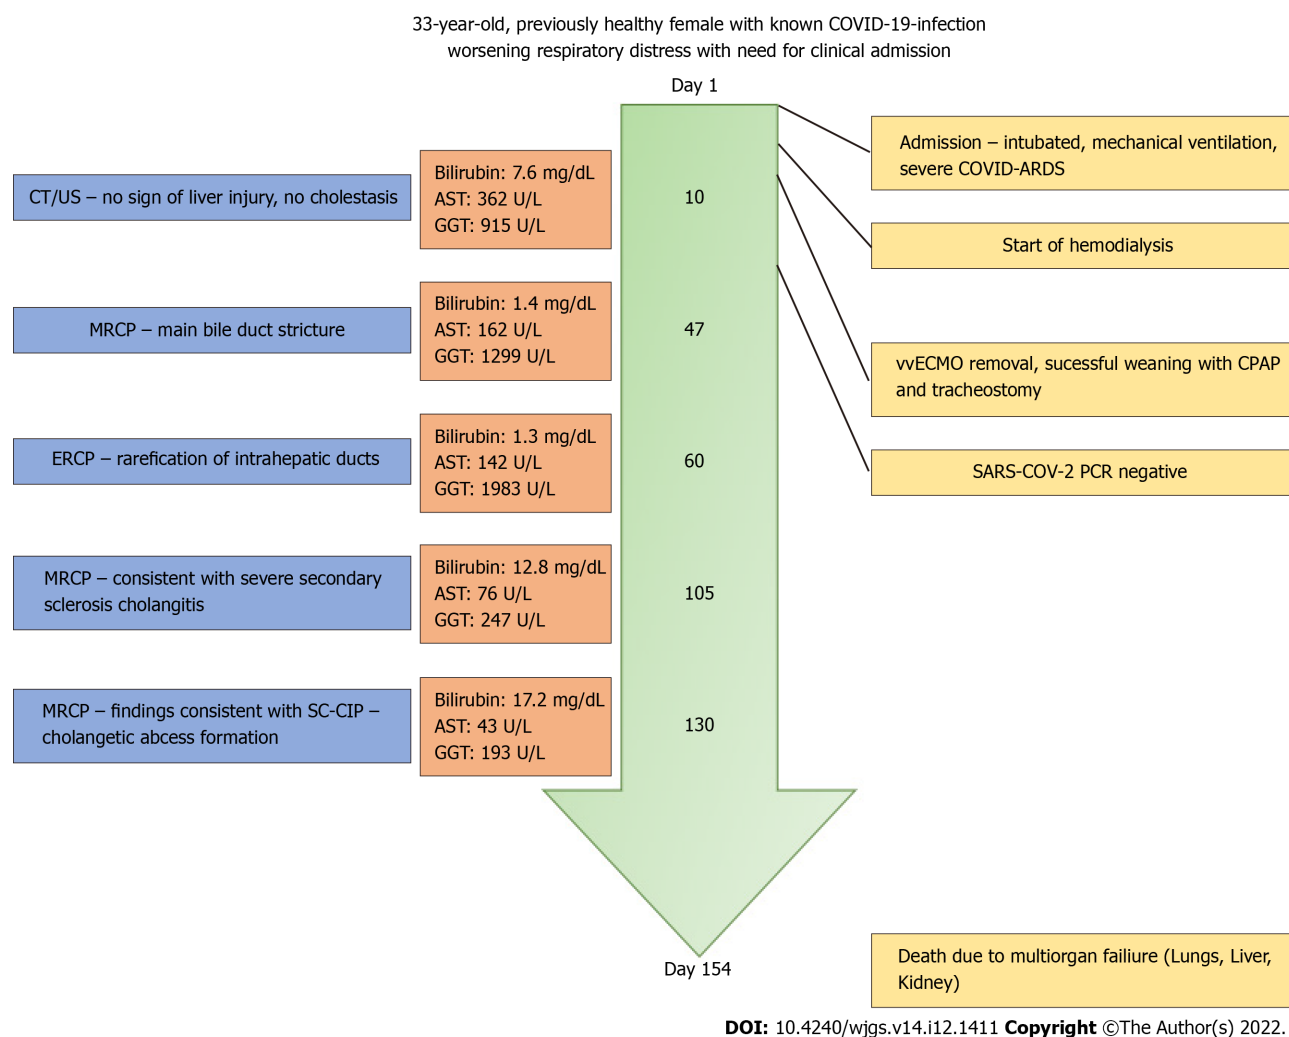 33-year-old, previously healthy female with known COVID-19-infection
worsening respiratory distress with need for clinical admission
Day 1
Admission – intubated, mechanical ventilation,
severe COVID-ARDS
CT/US – no sign of liver injury, no cholestasis
Bilirubin: 7.6 mg/dL
AST: 362 U/L
GGT: 915 U/L
10
Start of hemodialysis
MRCP – main bile duct stricture
Bilirubin: 1.4 mg/dL
AST: 162 U/L
GGT: 1299 U/L
47
vvECMO removal, sucessful weaning with CPAP
and tracheostomy
ERCP – rarefication of intrahepatic ducts
Bilirubin: 1.3 mg/dL
AST: 142 U/L
GGT: 1983 U/L
60
SARS-COV-2 PCR negative
MRCP – consistent with severe secondary
sclerosis cholangitis
Bilirubin: 12.8 mg/dL
AST: 76 U/L
GGT: 247 U/L
105
MRCP – findings consistent with SC-CIP –
cholangetic abcess formation
Bilirubin: 17.2 mg/dL
AST: 43 U/L
GGT: 193 U/L
130
Day 154
Death due to multiorgan failiure (Lungs, Liver,
Kidney)
DOI: 10.4240/wjgs.v14.i12.1411 Copyright ©The Author(s) 2022.